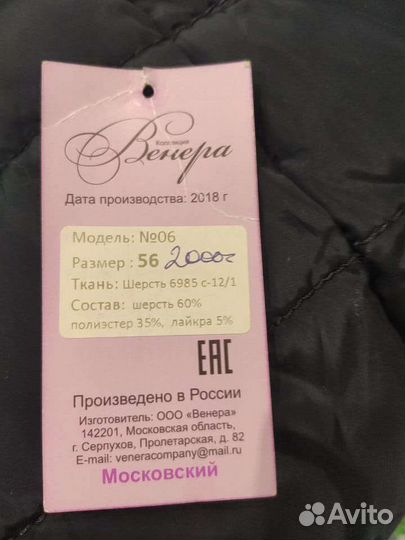 Коллекция
Венера
Дата производства: 2018 г
Модель: №06
Размер : 56 2000=
Ткань: Шерсть 6985 с-12/1
Состав: шерсть 60%
полиэстер 35%, лайкра 5%
EAC
Произведено в России
Изготовитель: ООО «Венера»
142201, Московская область,
г. Серпухов, Пролетарская, д. 82
E-mail: veneracompany@mail.ru
Московский
Avito